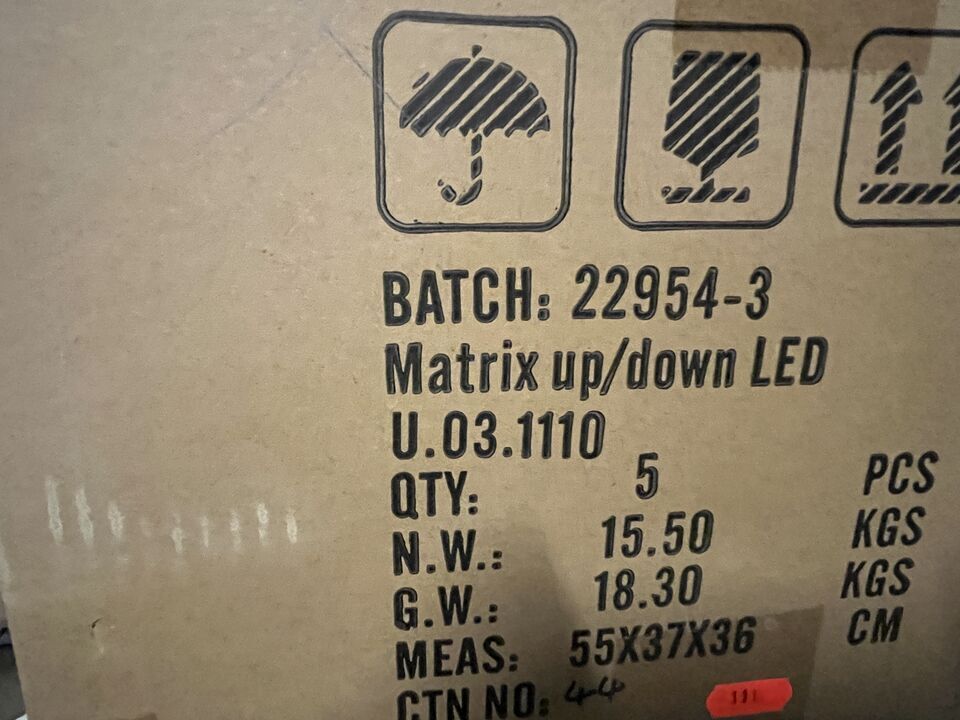 BATCH: 22954-3
Matrix up/down LED
U.03.1110
QTY: 5 PCS
N.W.: 15.50 KGS
G.W.: 18.30 KGS
MEAS: 55X37X36 CM
CTN NO: 44